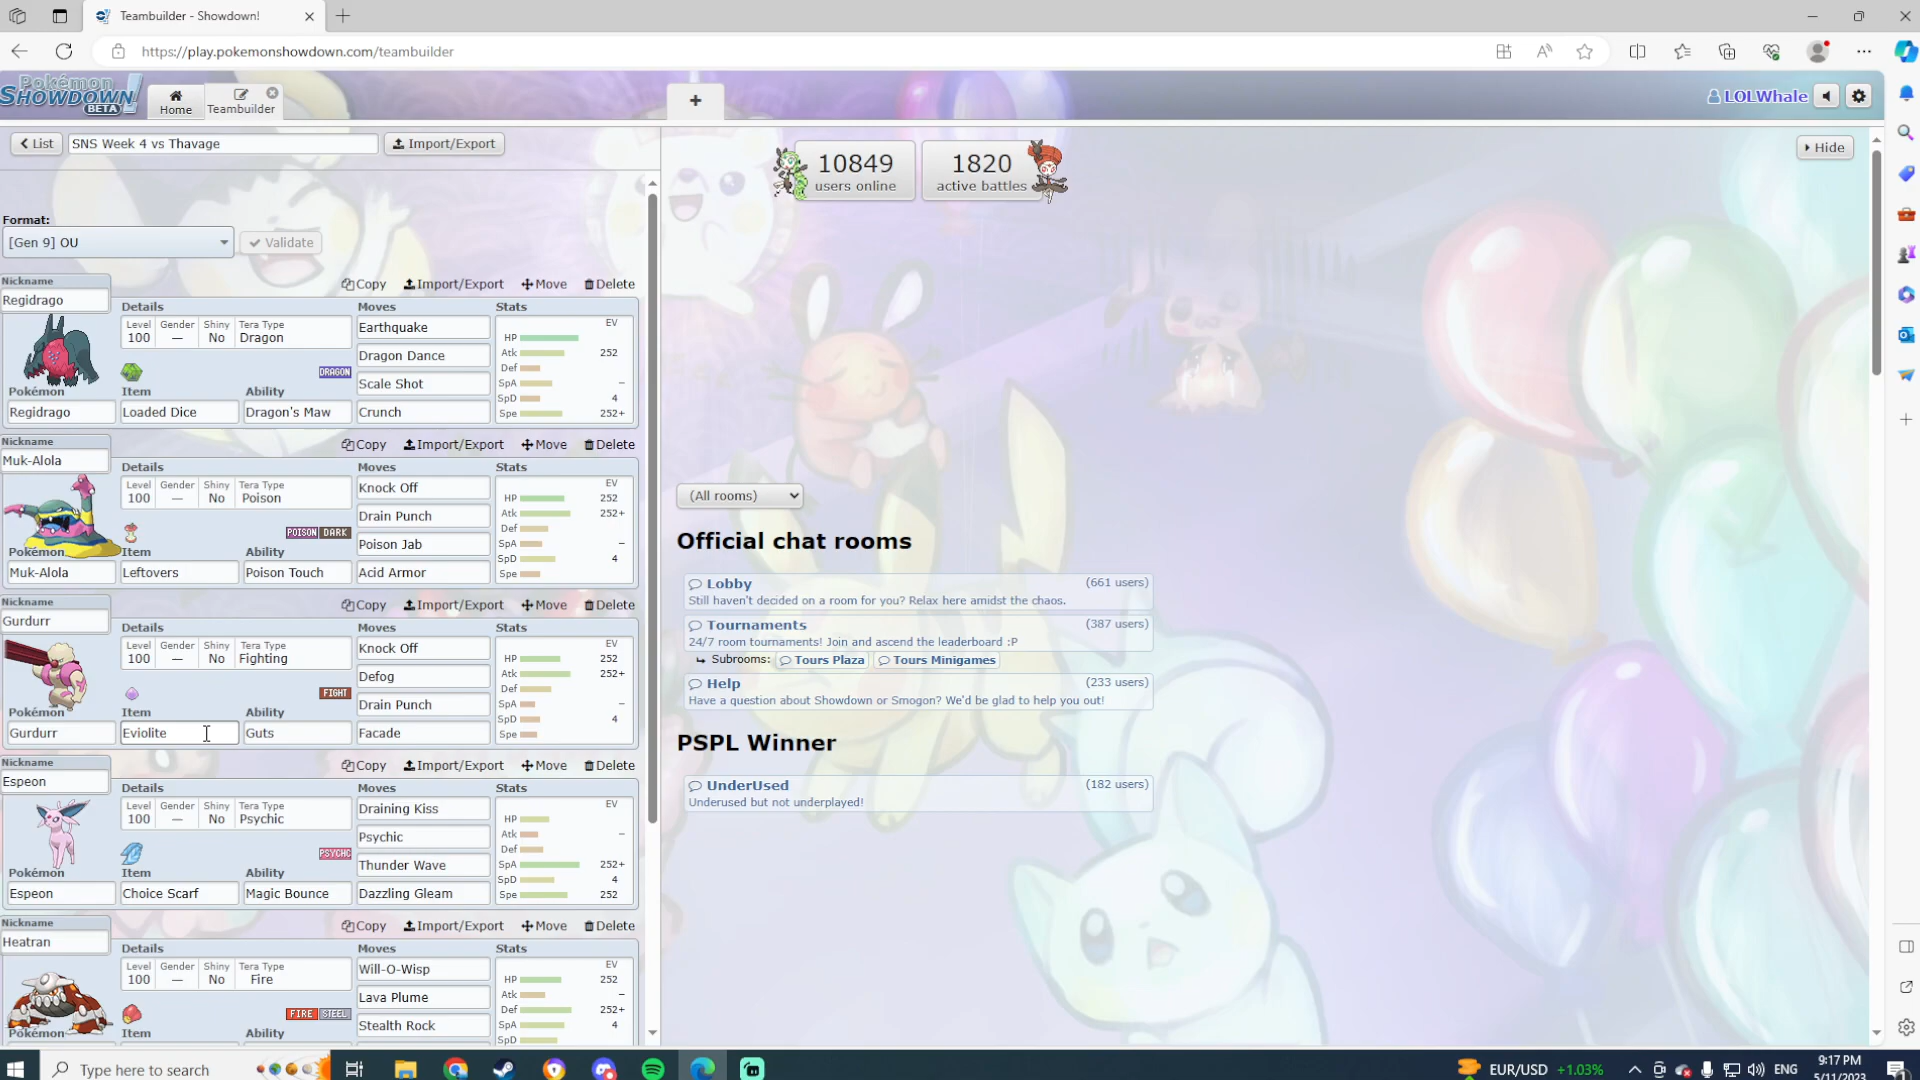 Teambuilder - Showdown!
https://play.pokemonshowdown.com/teambuilder
Pokémon
SHOWDOWN!
BETA
Home
Teambuilder
+
LOLWhale
List
SNS Week 4 vs Thavage
Import/Export
10849
users online
1820
active battles
Hide
Format:
[Gen 9] OU
Validate
Nickname
Copy Import/Export Move Delete
Regidrago
Details Moves Stats
Level Gender Shiny Tera Type
100 — No Dragon
Earthquake
Dragon Dance
Scale Shot
Crunch
EV
HP
Atk 252
Def
SpA –
SpD 4
Spe 252+
DRAGON
Pokémon Item Ability
Regidrago Loaded Dice Dragon's Maw
Nickname
Copy Import/Export Move Delete
Muk-Alola
Details Moves Stats
Level Gender Shiny Tera Type
100 — No Poison
Knock Off
Drain Punch
Poison Jab
Acid Armor
EV
HP 252
Atk 252+
Def
SpA –
SpD 4
Spe
POISON DARK
Pokémon Item Ability
Muk-Alola Leftovers Poison Touch
Nickname
Copy Import/Export Move Delete
Gurdurr
Details Moves Stats
Level Gender Shiny Tera Type
100 — No Fighting
Knock Off
Defog
Drain Punch
Facade
EV
HP 252
Atk 252+
Def
SpA –
SpD 4
Spe
FIGHT
Pokémon Item Ability
Gurdurr Eviolite Guts
Nickname
Copy Import/Export Move Delete
Espeon
Details Moves Stats
Level Gender Shiny Tera Type
100 — No Psychic
Draining Kiss
Psychic
Thunder Wave
Dazzling Gleam
EV
HP
Atk –
Def
SpA 252+
SpD 4
Spe 252
PSYCHC
Pokémon Item Ability
Espeon Choice Scarf Magic Bounce
Nickname
Copy Import/Export Move Delete
Heatran
Details Moves Stats
Level Gender Shiny Tera Type
100 — No Fire
Will-O-Wisp
Lava Plume
Stealth Rock
EV
HP 252
Atk –
Def 252+
SpA 4
SpD
FIRE STEEL
Pokémon Item Ability
(All rooms)
Official chat rooms
Lobby (661 users)
Still haven't decided on a room for you? Relax here amidst the chaos.
Tournaments (387 users)
24/7 room tournaments! Join and ascend the leaderboard :P
Subrooms: Tours Plaza Tours Minigames
Help (233 users)
Have a question about Showdown or Smogon? We'd be glad to help you out!
PSPL Winner
UnderUsed (182 users)
Underused but not underplayed!
Type here to search
EUR/USD +1.03%
ENG
9:17 PM
5/11/2023